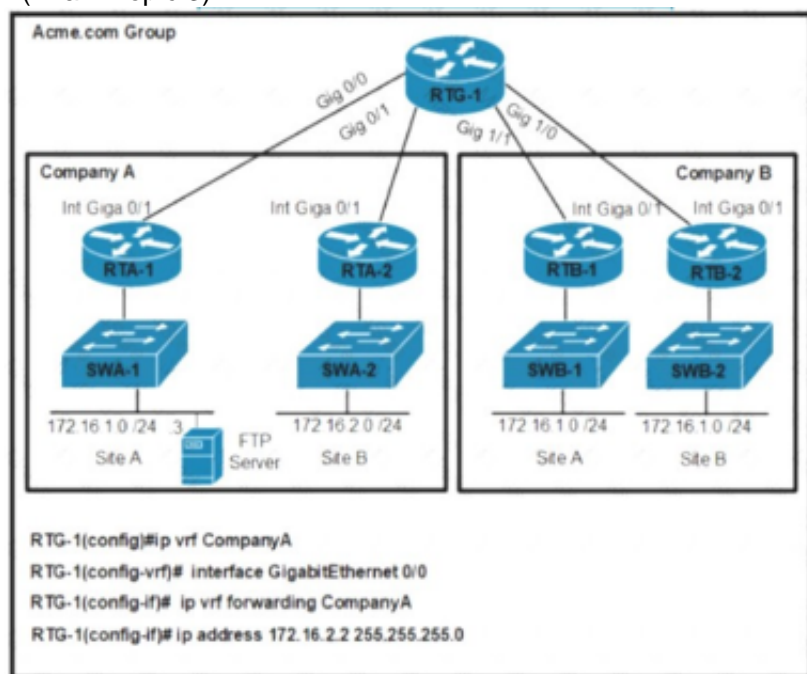 Acme.com Group
RTG-1
Gig 0/0
Gig 0/1
Gig 1/1
Gig 1/0
Company A
Company B
Int Giga 0/1
Int Giga 0/1
Int Giga 0/1
Int Giga 0/1
RTA-1
RTA-2
RTB-1
RTB-2
SWA-1
SWA-2
SWB-1
SWB-2
172.16.1.0 /24
.3
172 16 2 0 /24
172.16.1.0 /24
172.16.1.0 /24
FTP
Server
Site A
Site B
Site A
Site B
RTG-1(config)#ip vrf CompanyA
RTG-1(config-vrf)# interface GigabitEthernet 0/0
RTG-1(config-if)# ip vrf forwarding CompanyA
RTG-1(config-if)# ip address 172.16.2.2 255.255.255.0